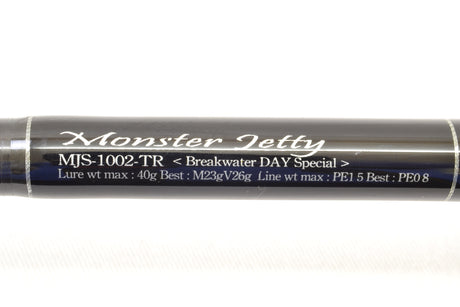 Monster Jetty
MJS-1002-TR < Breakwater DAY Special >
Lure wt max : 40g Best : M23gV26g Line wt max : PE1 5 Best : PE0 8